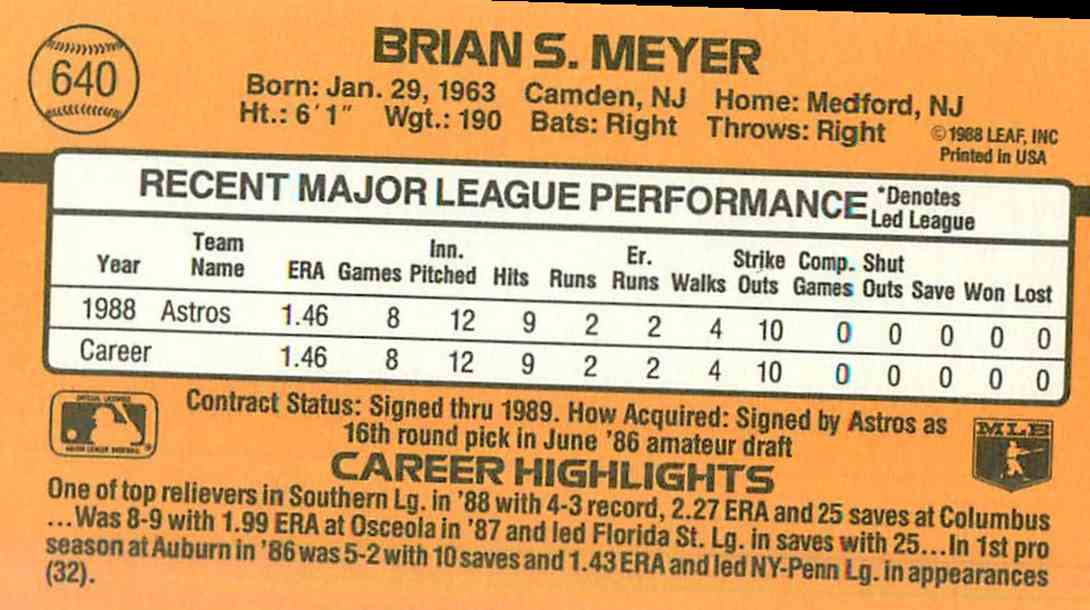 640
BRIAN S. MEYER
Born: Jan. 29, 1963 Camden, NJ Home: Medford, NJ
Ht.: 6'1" Wgt.: 190 Bats: Right Throws: Right
©1988 LEAF, INC
Printed in USA
RECENT MAJOR LEAGUE PERFORMANCE
*Denotes
Led League
Year Team Name ERA Games Inn. Pitched Hits Runs Er. Runs Walks Strike Outs Comp. Games Shut Outs Save Won Lost
1988 Astros 1.46 8 12 9 2 2 4 10 0 0 0 0 0
Career 1.46 8 12 9 2 2 4 10 0 0 0 0 0
Contract Status: Signed thru 1989. How Acquired: Signed by Astros as
16th round pick in June '86 amateur draft
MLB
CAREER HIGHLIGHTS
One of top relievers in Southern Lg. in '88 with 4-3 record, 2.27 ERA and 25 saves at Columbus
...Was 8-9 with 1.99 ERA at Osceola in '87 and led Florida St. Lg. in saves with 25...In 1st pro
season at Auburn in '86 was 5-2 with 10 saves and 1.43 ERA and led NY-Penn Lg. in appearances
(32).